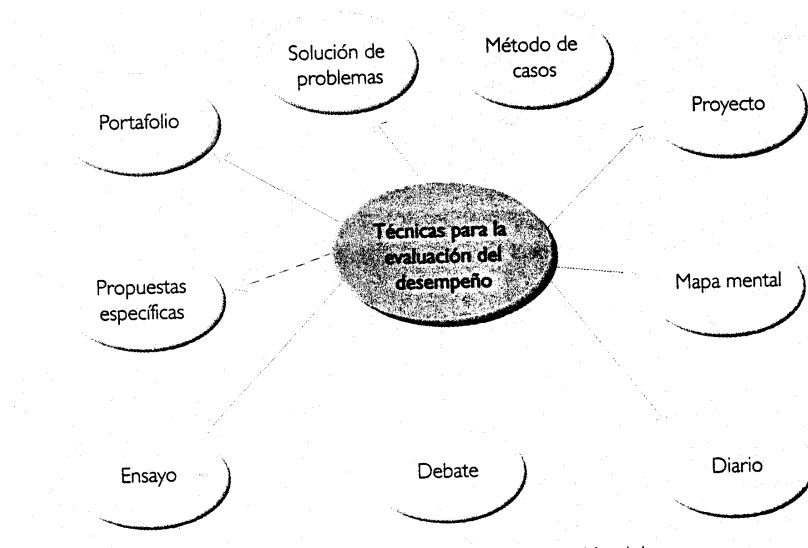 Solución de
problemas
Método de
casos
Portafolio
Proyecto
Técnicas para la
evaluación del
desempeño
Propuestas
específicas
Mapa mental
Ensayo
Debate
Diario